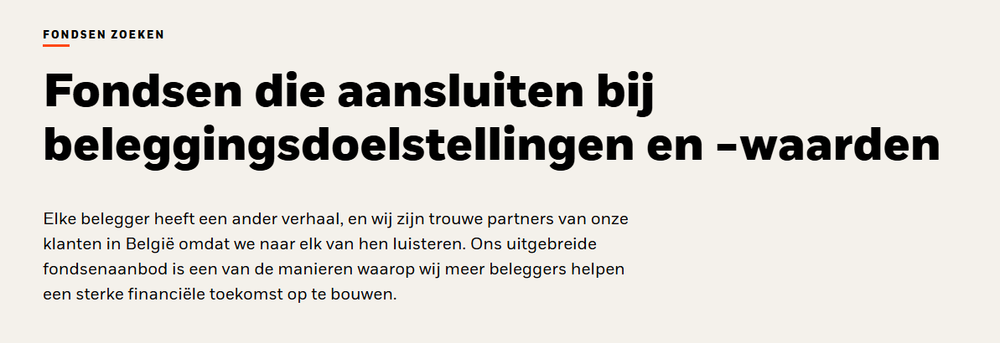 FONDSEN ZOEKEN
Fondsen die aansluiten bij
beleggingsdoelstellingen en –waarden
Elke belegger heeft een ander verhaal, en wij zijn trouwe partners van onze
klanten in België omdat we naar elk van hen luisteren. Ons uitgebreide
fondsenaanbod is een van de manieren waarop wij meer beleggers helpen
een sterke financiële toekomst op te bouwen.